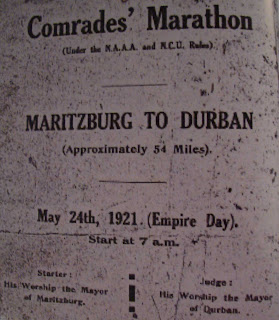 Comrades' Marathon
(Under the N.A.A.A. and N.C.U. Rules).
MARITZBURG TO DURBAN
(Approximately 54 Miles).
May 24th, 1921. (Empire Day).
Start at 7 a.m.
Starter:
His Worship the Mayor
of Maritzburg.
Judge:
His Worship the Mayor
of Durban.